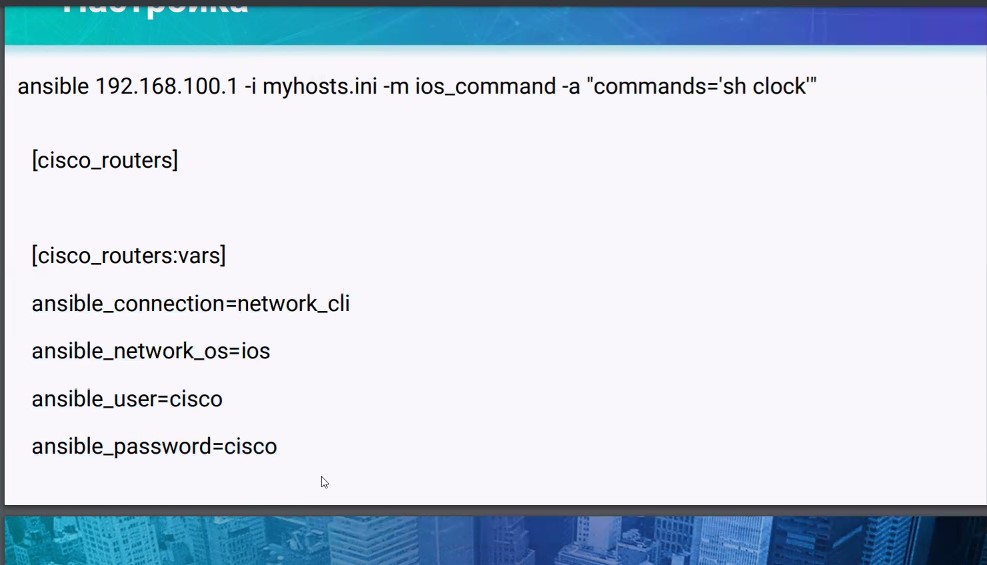 Настройка
ansible 192.168.100.1 -i myhosts.ini -m ios_command -a "commands='sh clock'"
[cisco_routers]
[cisco_routers:vars]
ansible_connection=network_cli
ansible_network_os=ios
ansible_user=cisco
ansible_password=cisco